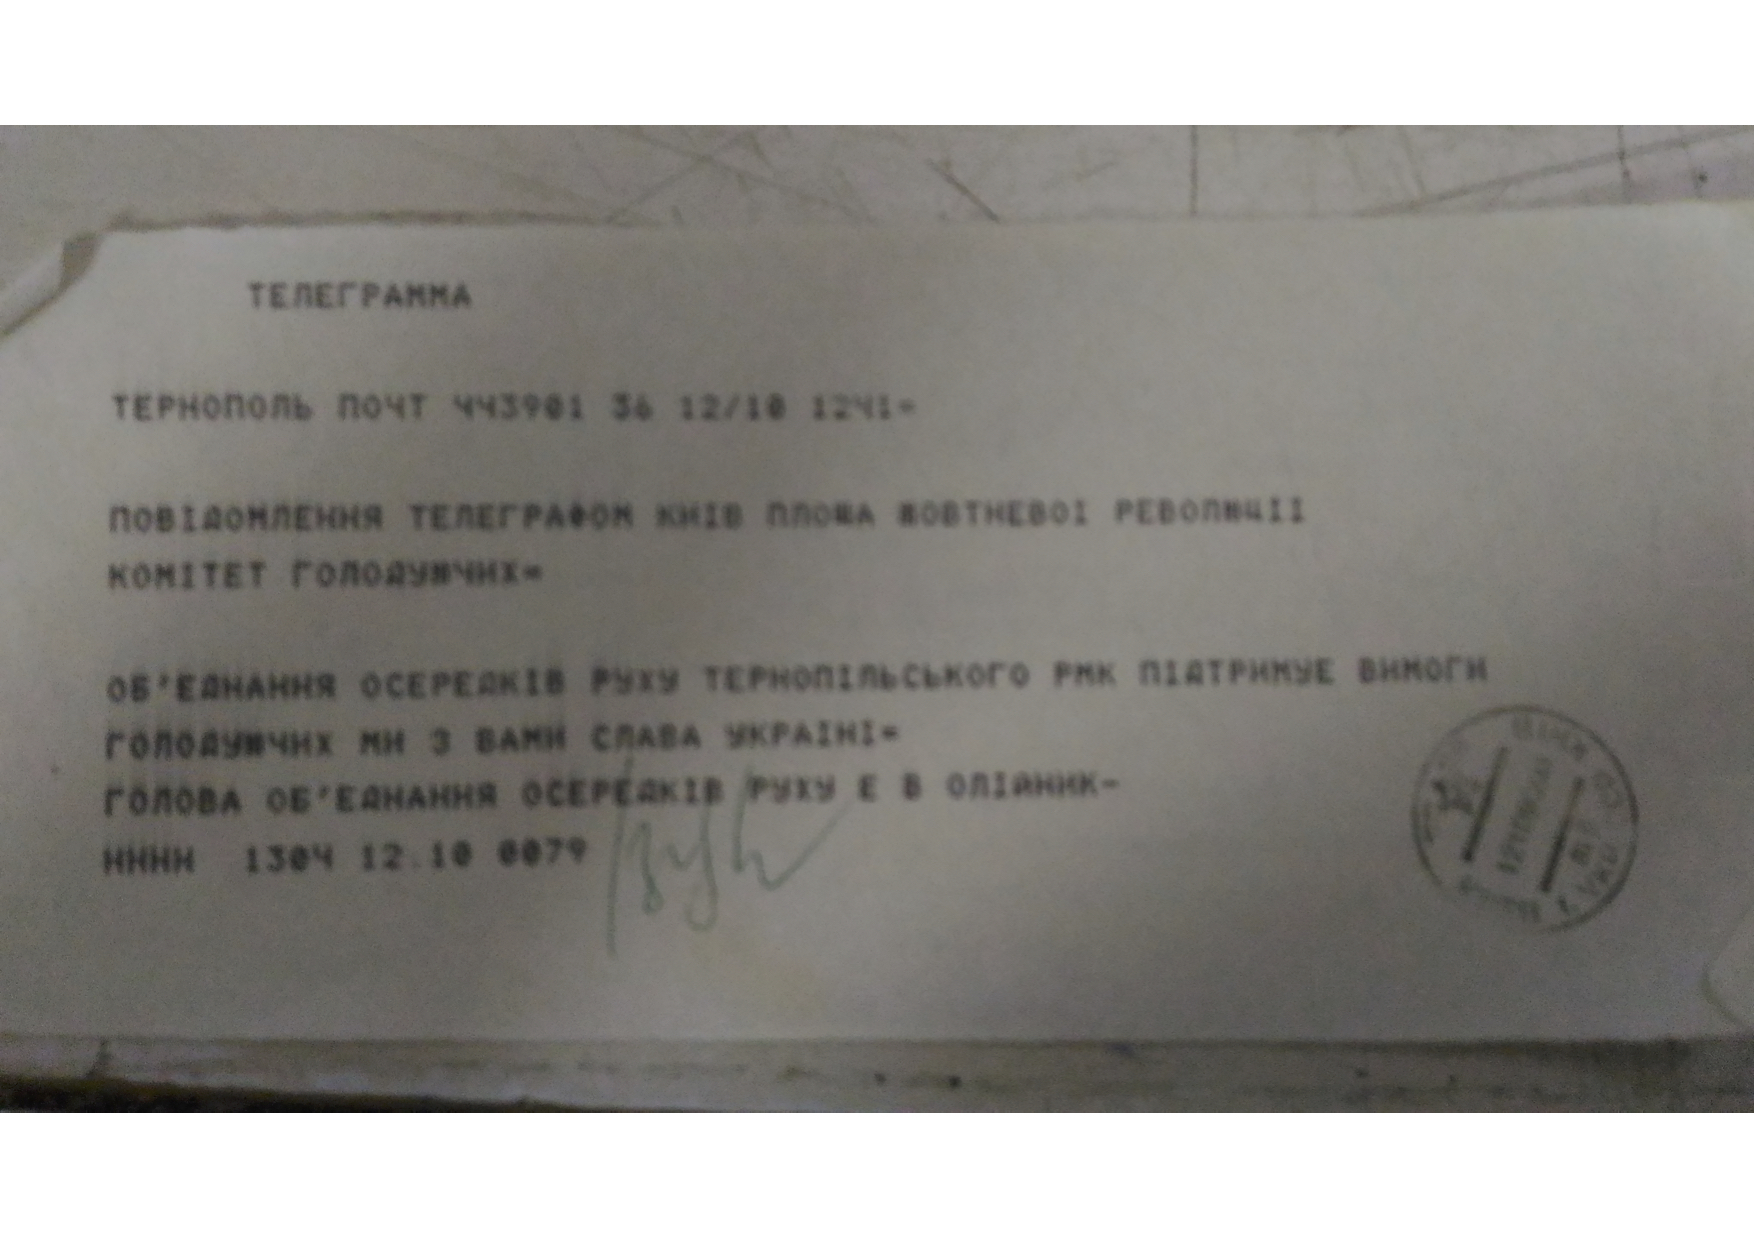 ТЕЛЕГРАММА
ТЕРНОПОЛЬ ПОЧТ 443901 36 12/10 1241=
ПОВІДОМЛЕННЯ ТЕЛЕГРАФОМ КИІВ ПЛОЩА ЖОВТНЕВОІ РЕВОЛЮЦІІ
КОМІТЕТ ГОЛОДУЮЧИХ=
ОБ'ЕДНАННЯ ОСЕРЕДКІВ РУХУ ТЕРНОПІЛЬСЬКОГО РМК ПІДТРИМУЕ ВИМОГИ
ГОЛОДУЮЧИХ МИ З ВАМИ СЛАВА УКРАІНІ=
ГОЛОВА ОБ'ЕДНАННЯ ОСЕРЕДКІВ РУХУ Е В ОЛІЙНИК-
НННН 1304 12.10 0079